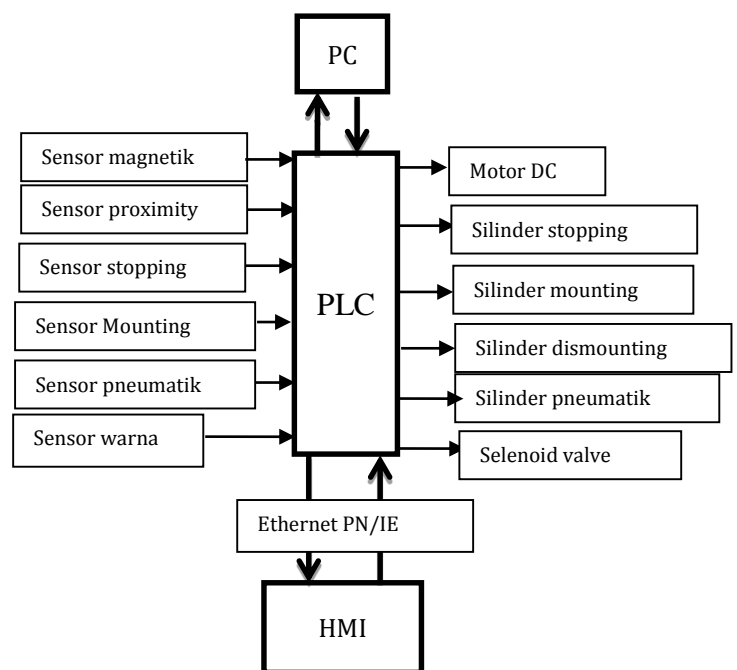 PC
Sensor magnetik
Sensor proximity
Sensor stopping
Sensor Mounting
Sensor pneumatik
Sensor warna
PLC
Motor DC
Silinder stopping
Silinder mounting
Silinder dismounting
Silinder pneumatik
Selenoid valve
Ethernet PN/IE
HMI